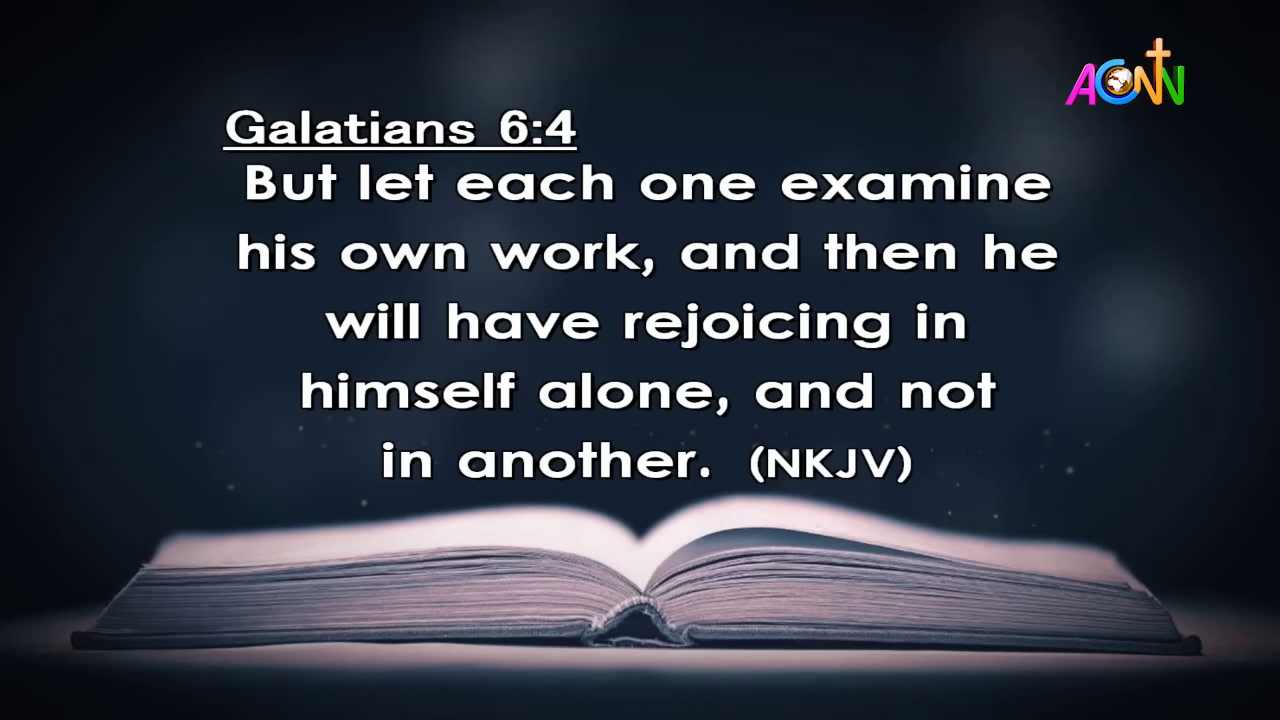 ACNN
Galatians 6:4
But let each one examine
his own work, and then he
will have rejoicing in
himself alone, and not
in another. (NKJV)